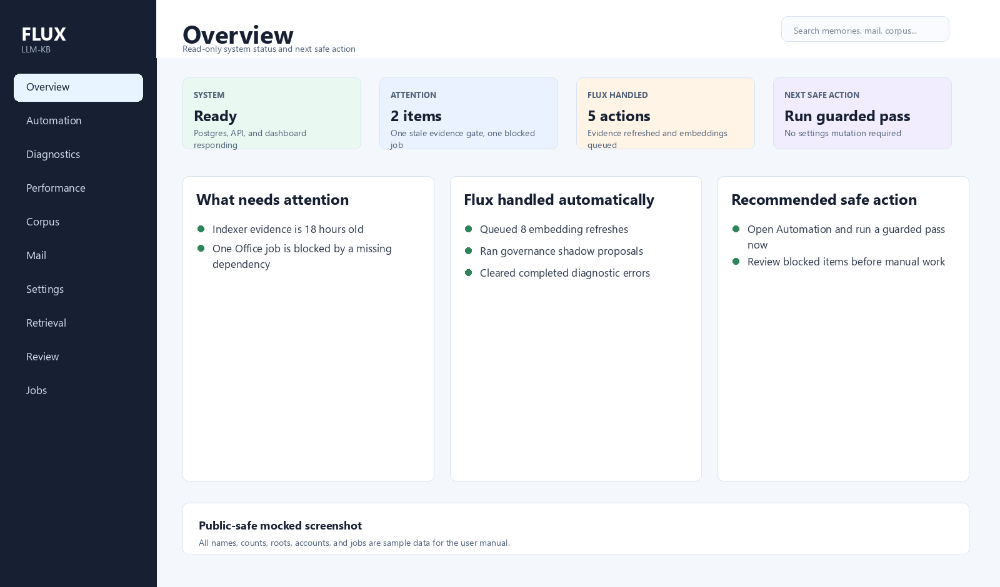 FLUX
LLM-KB
Overview
Automation
Diagnostics
Performance
Corpus
Mail
Settings
Retrieval
Review
Jobs
Overview
Read-only system status and next safe action
Search memories, mail, corpus...
SYSTEM
Ready
Postgres, API, and dashboard
responding
ATTENTION
2 items
One stale evidence gate, one blocked
job
FLUX HANDLED
5 actions
Evidence refreshed and embeddings
queued
NEXT SAFE ACTION
Run guarded pass
No settings mutation required
What needs attention
Indexer evidence is 18 hours old
One Office job is blocked by a missing
dependency
Flux handled automatically
Queued 8 embedding refreshes
Ran governance shadow proposals
Cleared completed diagnostic errors
Recommended safe action
Open Automation and run a guarded pass
now
Review blocked items before manual work
Public-safe mocked screenshot
All names, counts, roots, accounts, and jobs are sample data for the user manual.